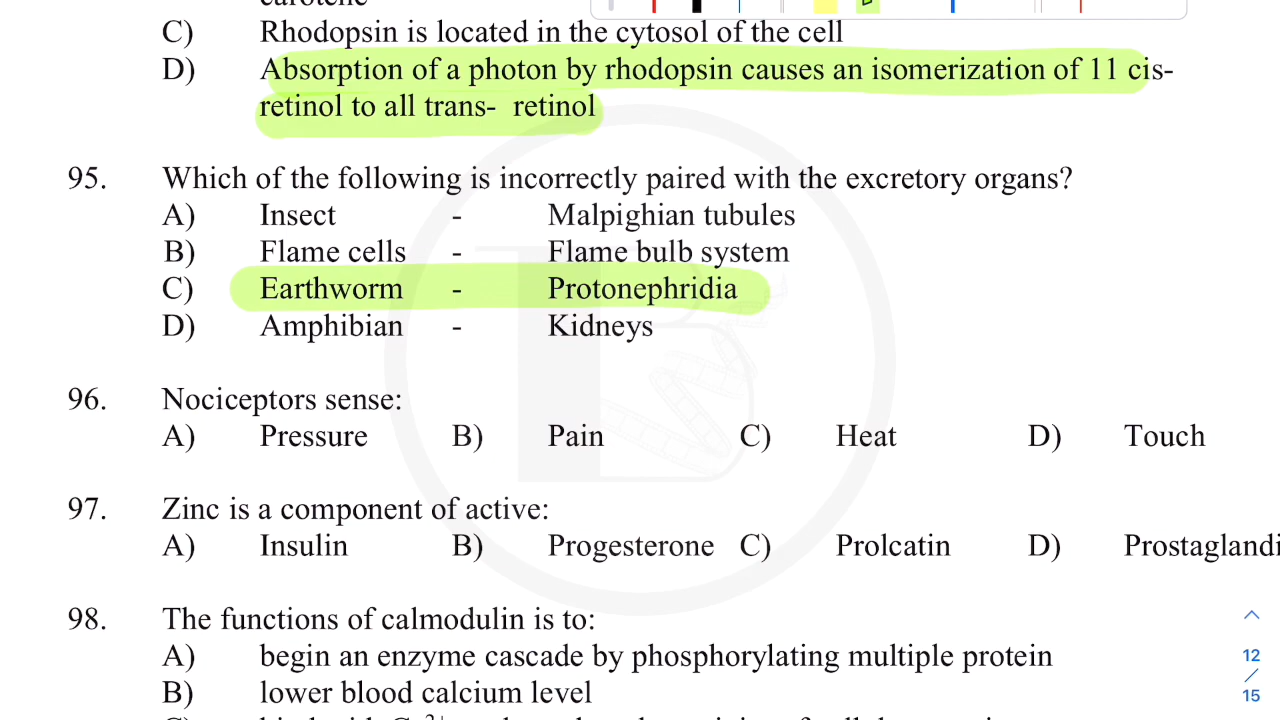 C) Rhodopsin is located in the cytosol of the cell
D) Absorption of a photon by rhodopsin causes an isomerization of 11 cis-
retinol to all trans- retinol
95. Which of the following is incorrectly paired with the excretory organs?
A) Insect - Malpighian tubules
B) Flame cells - Flame bulb system
C) Earthworm - Protonephridia
D) Amphibian - Kidneys
96. Nociceptors sense:
A) Pressure B) Pain C) Heat D) Touch
97. Zinc is a component of active:
A) Insulin B) Progesterone C) Prolcatin D) Prostaglandi
98. The functions of calmodulin is to:
A) begin an enzyme cascade by phosphorylating multiple protein
B) lower blood calcium level
12
/
15